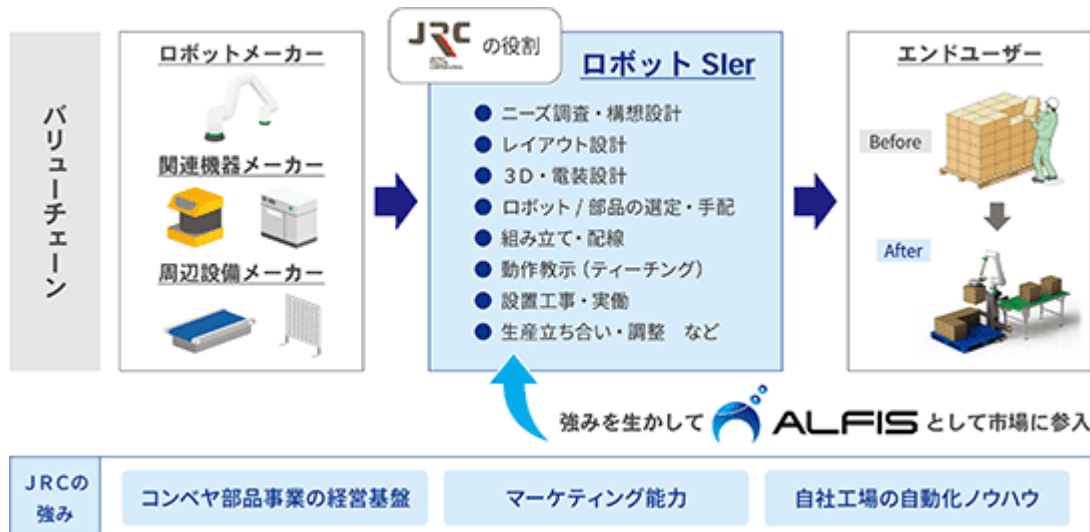 バリューチェーン
ロボットメーカー
関連機器メーカー
周辺設備メーカー
JRC の役割
ロボット SIer
● ニーズ調査・構想設計
● レイアウト設計
● 3D・電装設計
● ロボット / 部品の選定・手配
● 組み立て・配線
● 動作教示（ティーチング）
● 設置工事・実働
● 生産立ち合い・調整 など
エンドユーザー
Before
After
強みを生かして ALFIS として市場に参入
JRCの
強み
コンベヤ部品事業の経営基盤
マーケティング能力
自社工場の自動化ノウハウ